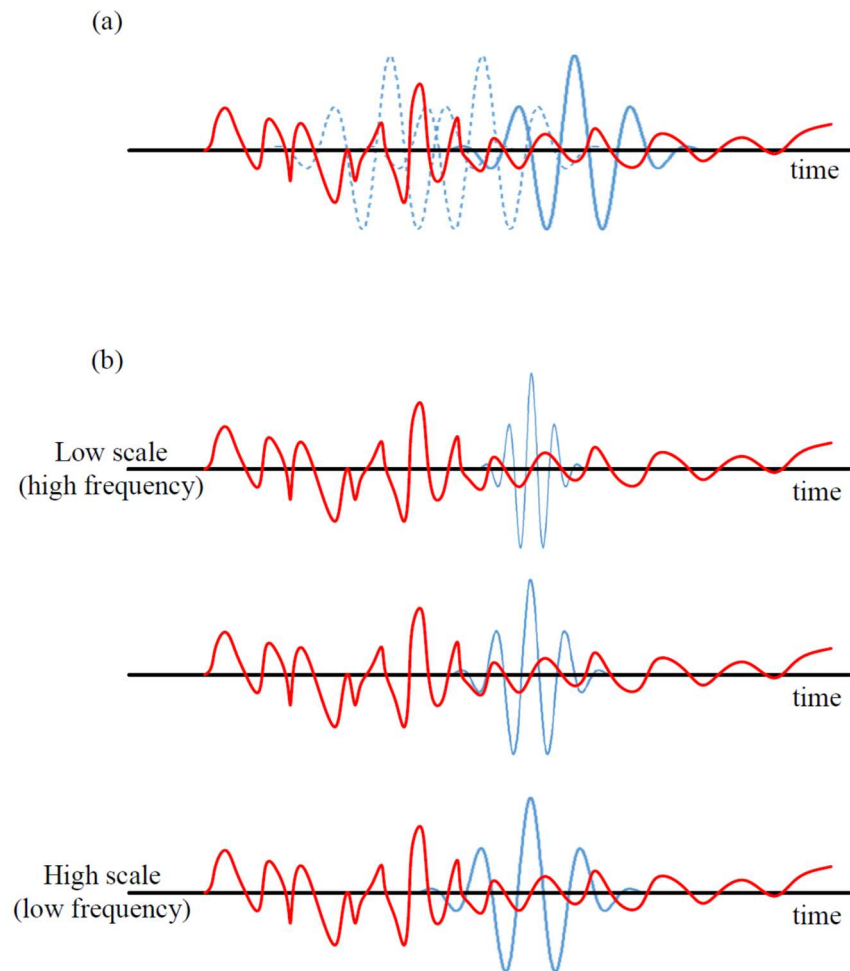 (a)
time
(b)
Low scale
(high frequency)
time
time
High scale
(low frequency)
time